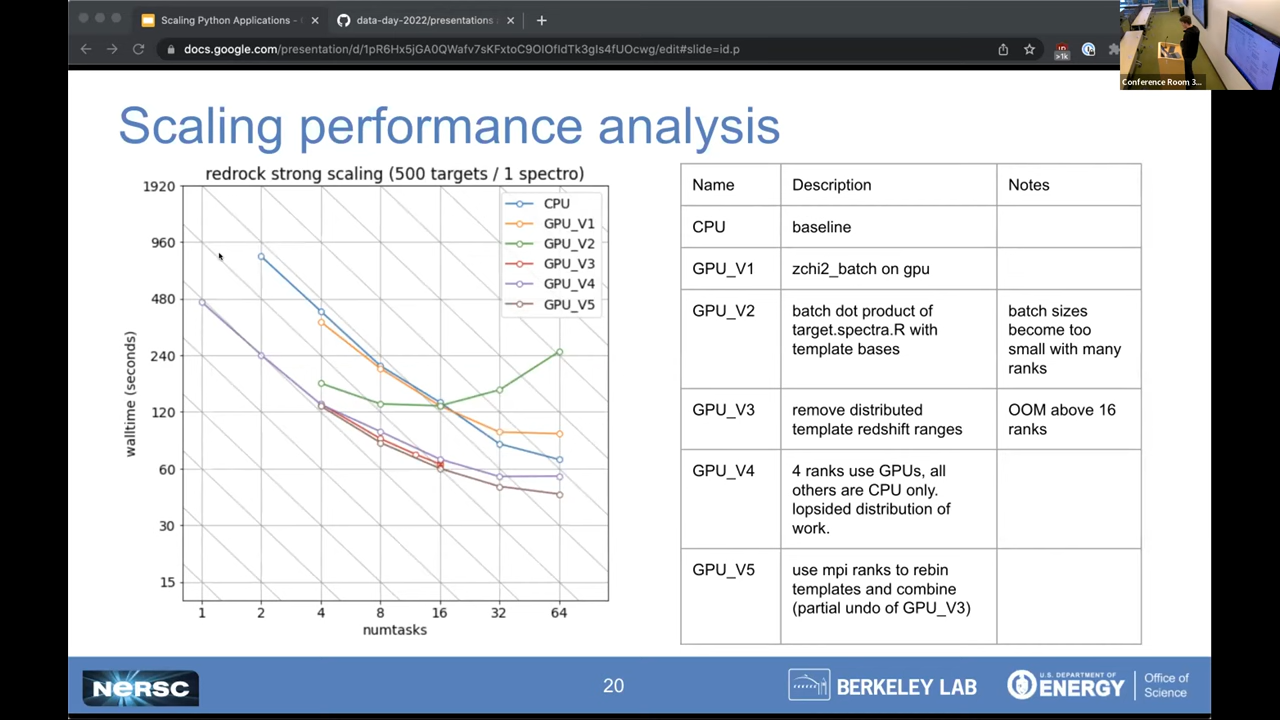 Scaling Python Applications - G
data-day-2022/presentations
docs.google.com/presentation/d/1pR6Hx5jGA0QWafv7sKFxtoC9OIOfldTk3gIs4fUOcwg/edit#slide=id.p
>1k
Conference Room 3...
Scaling performance analysis
redrock strong scaling (500 targets / 1 spectro)
1920
960
480
240
120
60
30
15
walltime (seconds)
1 2 4 8 16 32 64
numtasks
CPU
GPU_V1
GPU_V2
GPU_V3
GPU_V4
GPU_V5
Name Description Notes
CPU baseline
GPU_V1 zchi2_batch on gpu
GPU_V2 batch dot product of batch sizes
target.spectra.R with become too
template bases small with many
ranks
GPU_V3 remove distributed OOM above 16
template redshift ranges ranks
GPU_V4 4 ranks use GPUs, all
others are CPU only.
lopsided distribution of
work.
GPU_V5 use mpi ranks to rebin
templates and combine
(partial undo of GPU_V3)
NERSC
20
BERKELEY LAB
U.S. DEPARTMENT OF
ENERGY
Office of
Science